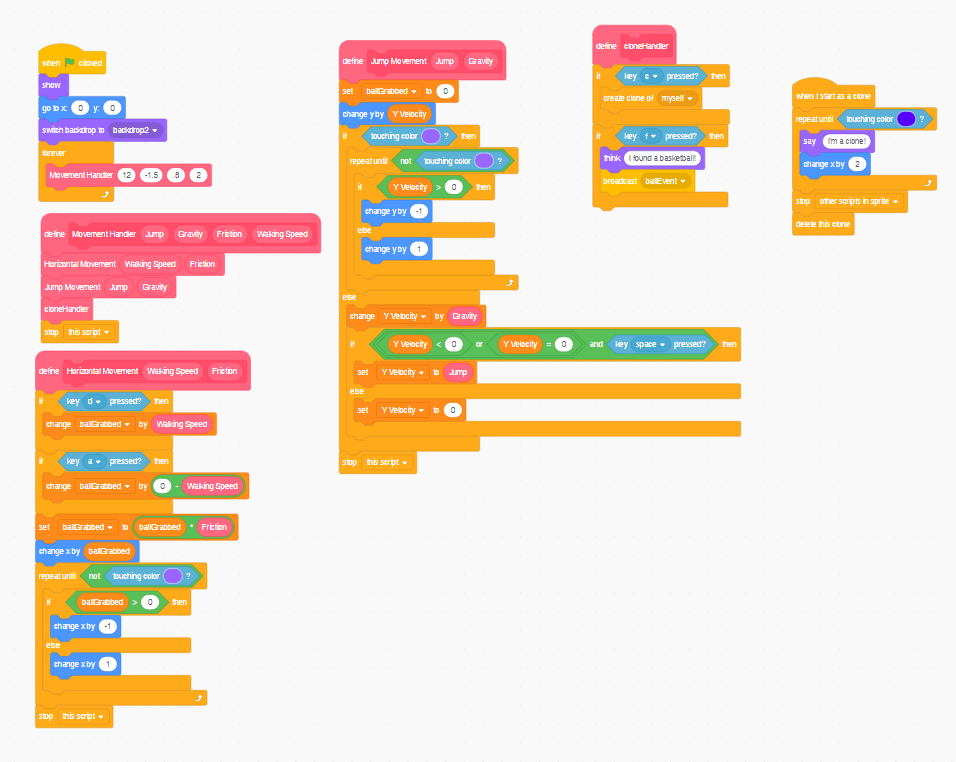 when clicked
show
go to x: 0 y: 0
switch backdrop to backdrop2
forever
Movement Handler 12 -1.5 .8 2
define Movement Handler Jump Gravity Friction Walking Speed
Horizontal Movement Walking Speed Friction
Jump Movement Jump Gravity
cloneHandler
stop this script
define Horizontal Movement Walking Speed Friction
if key d pressed? then
change ballGrabbed by Walking Speed
if key a pressed? then
change ballGrabbed by 0 - Walking Speed
set ballGrabbed to ballGrabbed * Friction
change x by ballGrabbed
repeat until not touching color ?
if ballGrabbed > 0 then
change x by -1
else
change x by 1
stop this script
define Jump Movement Jump Gravity
set ballGrabbed to 0
change y by Y Velocity
if touching color ? then
repeat until not touching color ?
if Y Velocity > 0 then
change y by -1
else
change y by 1
else
change Y Velocity by Gravity
if Y Velocity < 0 or Y Velocity = 0 and key space pressed? then
set Y Velocity to Jump
else
set Y Velocity to 0
stop this script
define cloneHandler
if key c pressed? then
create clone of myself
if key f pressed? then
think I found a basketball!
broadcast ballEvent
when I start as a clone
repeat until touching color ?
say I'm a clone!
change x by 2
stop other scripts in sprite
delete this clone